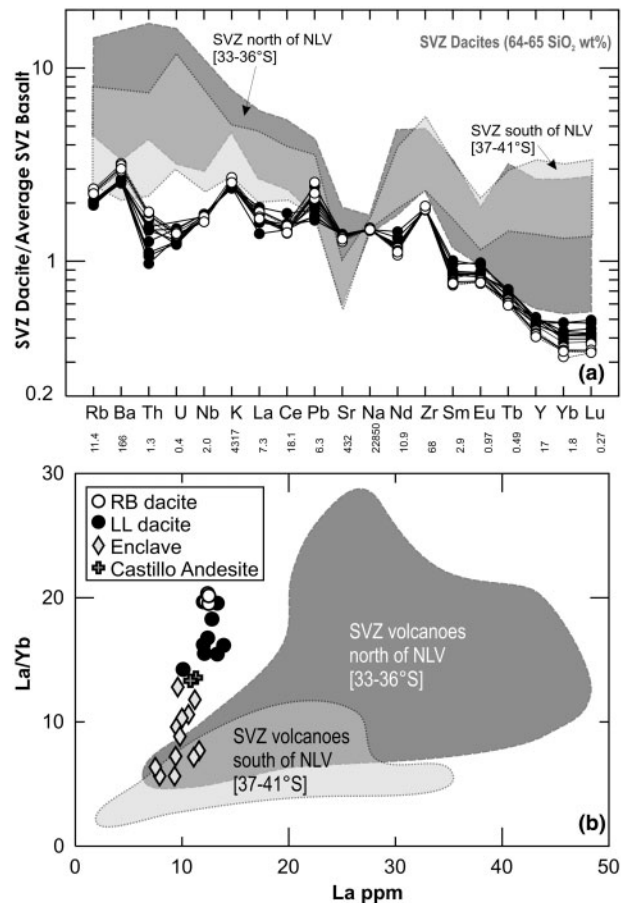 SVZ Dacite/Average SVZ Basalt
10
1
0.2
SVZ north of NLV
[33-36°S]
SVZ Dacites (64-65 SiO₂ wt%)
SVZ south of NLV
[37-41°S]
(a)
Rb Ba Th U Nb K La Ce Pb Sr Na Nd Zr Sm Eu Tb Y Yb Lu
11.4 166 1.3 0.4 2.0 4317 7.3 18.1 6.3 432 22850 10.9 68 2.9 0.97 0.49 17 1.8 0.27
La/Yb
30
20
10
0
RB dacite
LL dacite
Enclave
Castillo Andesite
SVZ volcanoes
north of NLV
[33-36°S]
SVZ volcanoes
south of NLV
[37-41°S]
(b)
0 10 20 30 40 50
La ppm